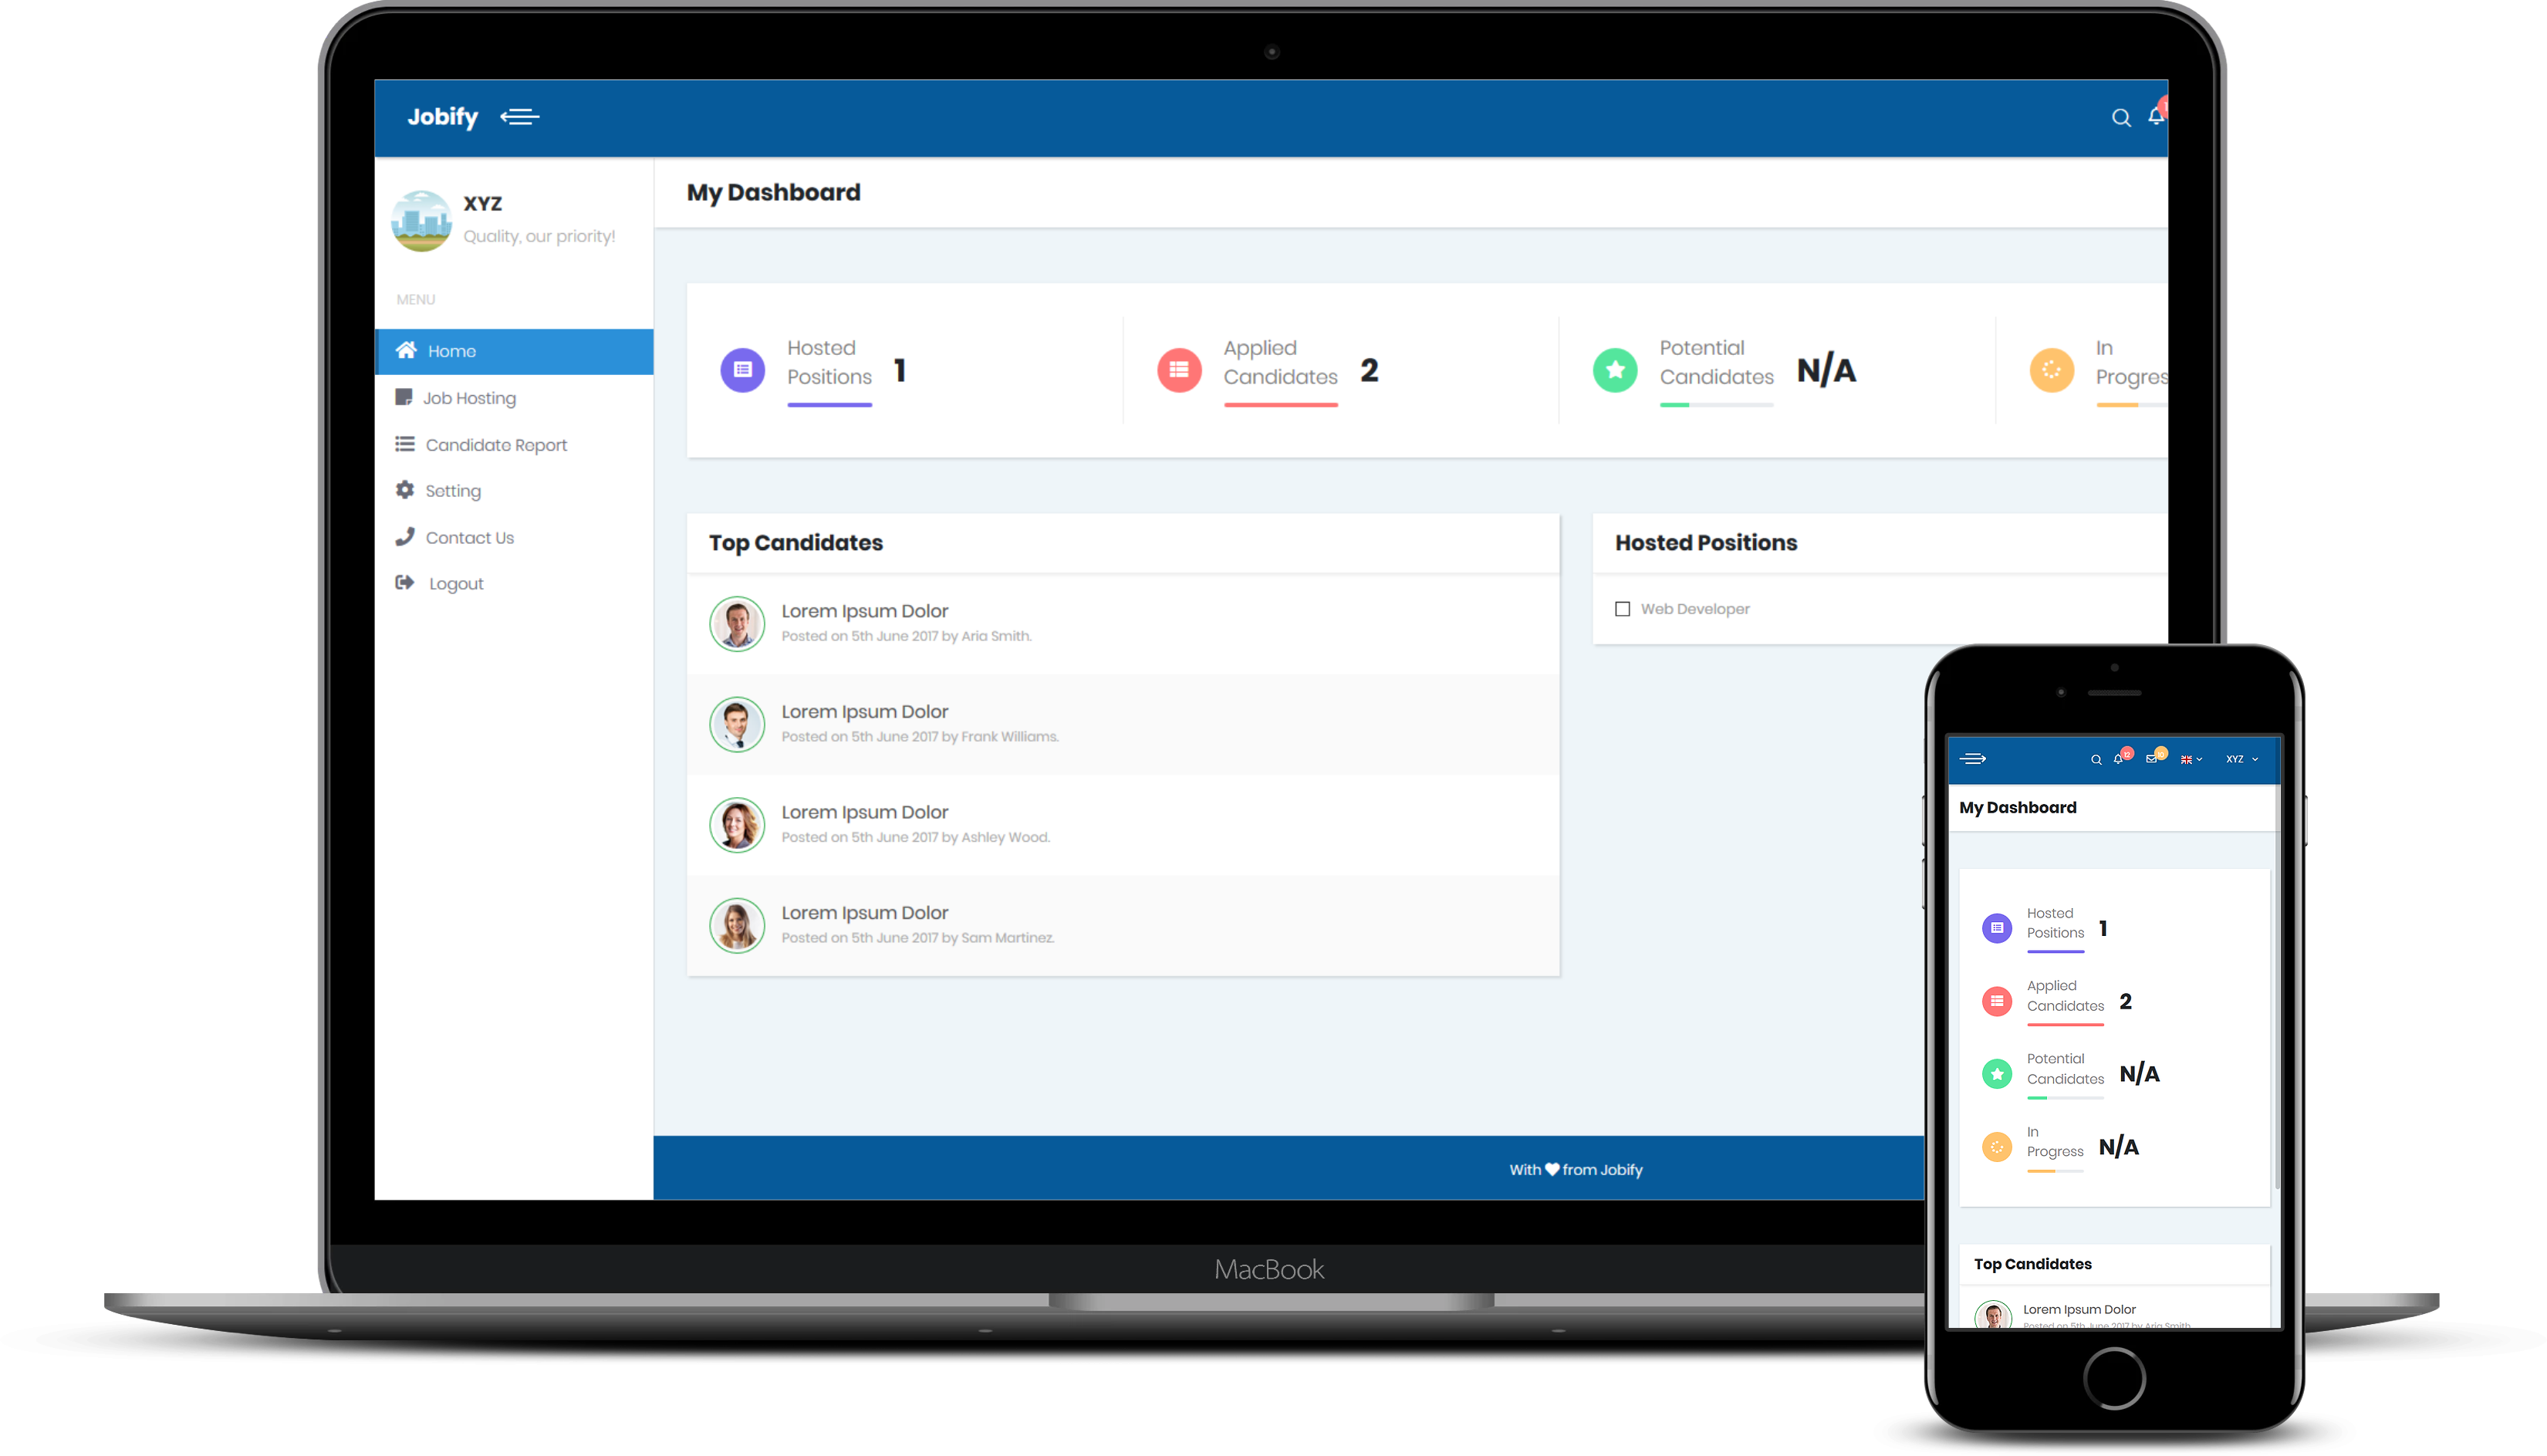 Jobify
XYZ
Quality, our priority!
MENU
Home
Job Hosting
Candidate Report
Setting
Contact Us
Logout
My Dashboard
Hosted
Positions
1
Applied
Candidates
2
Potential
Candidates
N/A
In
Progres
Top Candidates
Lorem Ipsum Dolor
Posted on 5th June 2017 by Aria Smith.
Lorem Ipsum Dolor
Posted on 5th June 2017 by Frank Williams.
Lorem Ipsum Dolor
Posted on 5th June 2017 by Ashley Wood.
Lorem Ipsum Dolor
Posted on 5th June 2017 by Sam Martinez.
Hosted Positions
Web Developer
With from Jobify
MacBook
12
10
XYZ
My Dashboard
Hosted
Positions
1
Applied
Candidates
2
Potential
Candidates
N/A
In
Progress
N/A
Top Candidates
Lorem Ipsum Dolor
Posted on 5th June 2017 by Aria Smith